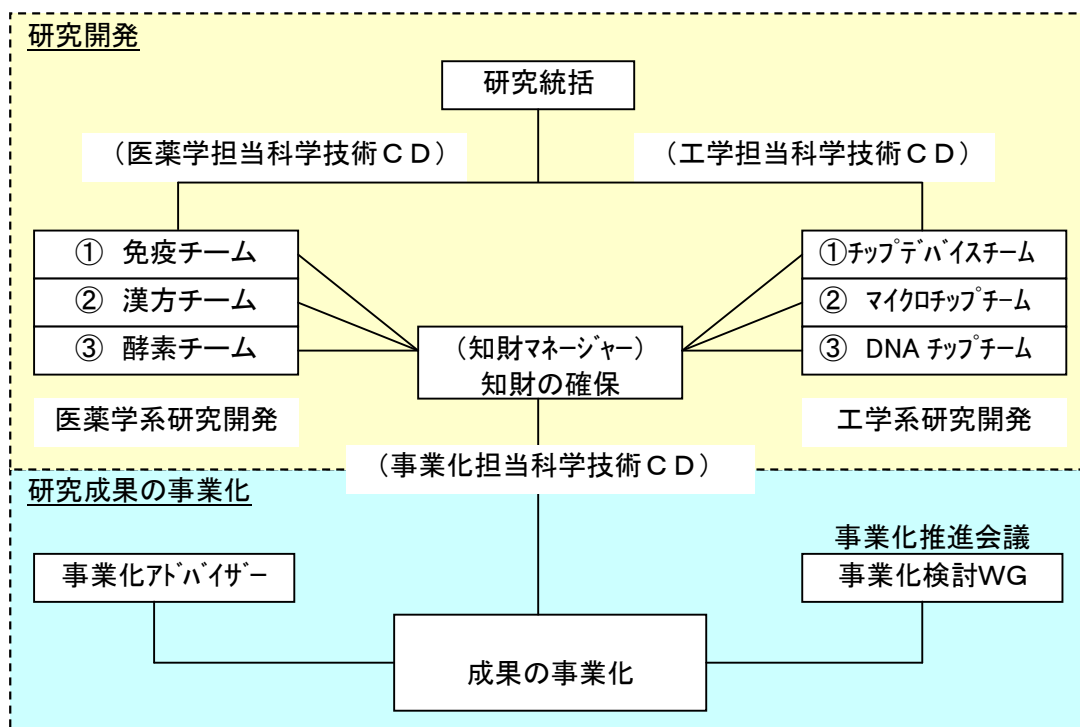 研究開発
研究統括
（医薬学担当科学技術ＣＤ）
（工学担当科学技術ＣＤ）
① 免疫チーム
② 漢方チーム
③ 酵素チーム
①ﾁｯﾌﾟﾃﾞﾊﾞｲｽﾁｰﾑ
② ﾏｲｸﾛﾁｯﾌﾟﾁｰﾑ
③ DNA ﾁｯﾌﾟﾁｰﾑ
（知財ﾏﾈｰｼﾞｬｰ）
知財の確保
医薬学系研究開発
工学系研究開発
（事業化担当科学技術ＣＤ）
研究成果の事業化
事業化ｱﾄﾞﾊﾞｲｻﾞｰ
事業化推進会議
事業化検討WG
成果の事業化